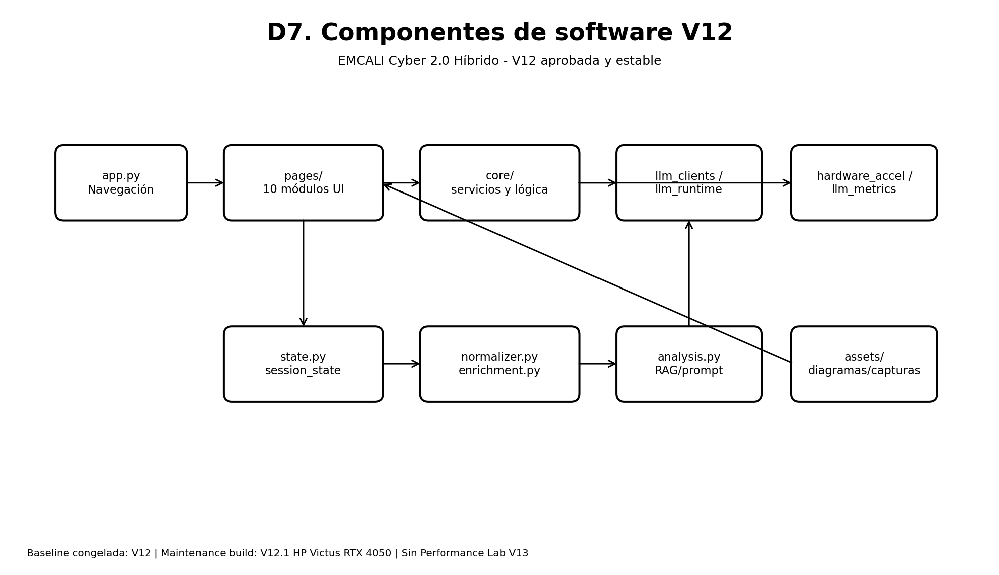 D7. Componentes de software V12
EMCALI Cyber 2.0 Híbrido - V12 aprobada y estable
app.py
Navegación
pages/
10 módulos UI
core/
servicios y lógica
llm_clients /
llm_runtime
hardware_accel /
llm_metrics
state.py
session_state
normalizer.py
enrichment.py
analysis.py
RAG/prompt
assets/
diagramas/capturas
Baseline congelada: V12 | Maintenance build: V12.1 HP Victus RTX 4050 | Sin Performance Lab V13